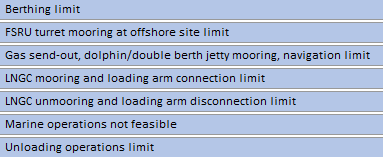 Berthing limit
FSRU turret mooring at offshore site limit
Gas send-out, dolphin/double berth jetty mooring, navigation limit
LNGC mooring and loading arm connection limit
LNGC unmooring and loading arm disconnection limit
Marine operations not feasible
Unloading operations limit